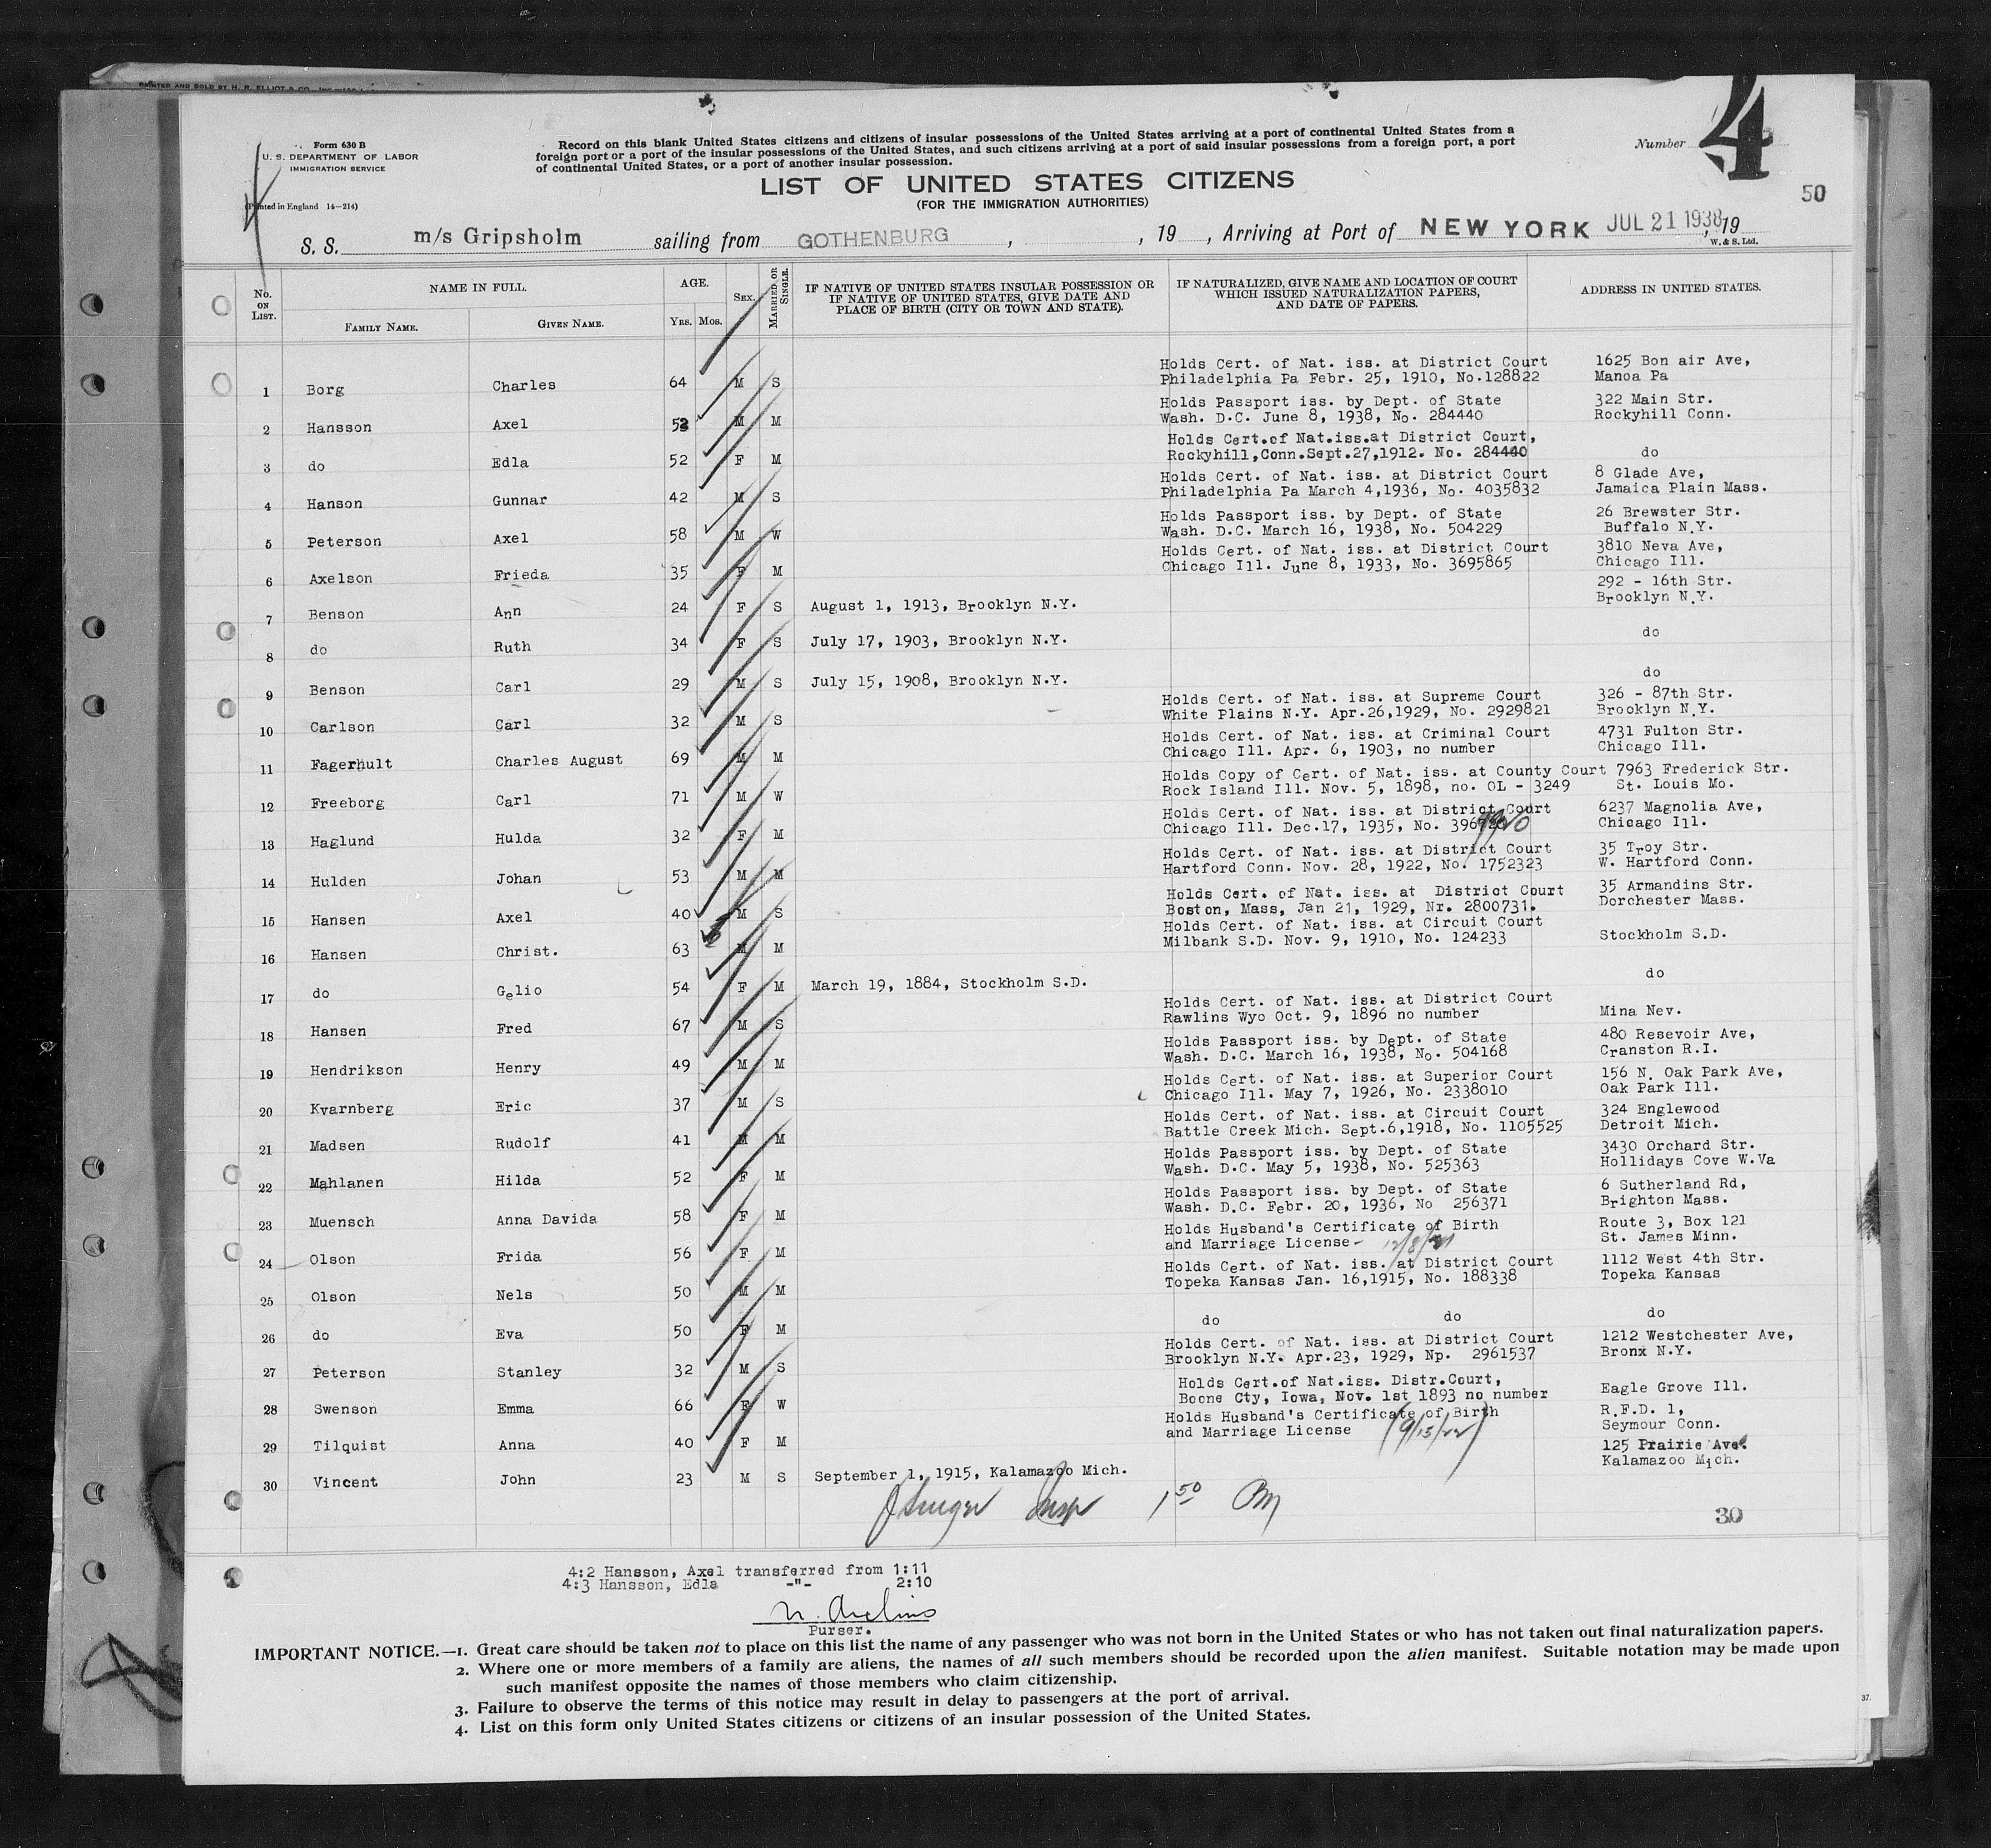 PRINTED AND SOLD BY H. R. ELLIOT & CO.
Form 630 B
U. S. DEPARTMENT OF LABOR
IMMIGRATION SERVICE
(Printed in England 14—214)
Record on this blank United States citizens and citizens of insular possessions of the United States arriving at a port of continental United States from a
foreign port or a port of the insular possessions of the United States, and such citizens arriving at a port of said insular possessions from a foreign port, a port
of continental United States, or a port of another insular possession.
Number 4
50
LIST OF UNITED STATES CITIZENS
(FOR THE IMMIGRATION AUTHORITIES)
S. S. m/s Gripsholm sailing from GOTHENBURG , , 19 , Arriving at Port of NEW YORK JUL 21 1938, 19
W. & S. Ltd.
No. ON LIST. NAME IN FULL. AGE. SEX. MARRIED OR SINGLE. IF NATIVE OF UNITED STATES INSULAR POSSESSION OR IF NATIVE OF UNITED STATES, GIVE DATE AND PLACE OF BIRTH (CITY OR TOWN AND STATE). IF NATURALIZED, GIVE NAME AND LOCATION OF COURT WHICH ISSUED NATURALIZATION PAPERS, AND DATE OF PAPERS. ADDRESS IN UNITED STATES.
FAMILY NAME. GIVEN NAME. YRS. MOS.
1 Borg Charles 64 M S Holds Cert. of Nat. iss. at District Court Philadelphia Pa Febr. 25, 1910, No.128822 1625 Bon air Ave, Manoa Pa
2 Hansson Axel 53 M M Holds Passport iss. by Dept. of State Wash. D.C. June 8, 1938, No. 284440 322 Main Str. Rockyhill Conn.
3 do Edla 52 F M Holds Cert.of Nat.iss.at District Court, Rockyhill,Conn.Sept.27,1912. No. 284440 do
4 Hanson Gunnar 42 M S Holds Cert. of Nat. iss. at District Court Philadelphia Pa March 4,1936, No. 4035832 8 Glade Ave, Jamaica Plain Mass.
5 Peterson Axel 58 M W Holds Passport iss. by Dept. of State Wash. D.C. March 16, 1938, No. 504229 26 Brewster Str. Buffalo N.Y.
6 Axelson Frieda 35 F M Holds Cert. of Nat. iss. at District Court Chicago Ill. June 8, 1933, No. 3695865 3810 Neva Ave, Chicago Ill.
7 Benson Ann 24 F S August 1, 1913, Brooklyn N.Y. 292 - 16th Str. Brooklyn N.Y.
8 do Ruth 34 F S July 17, 1903, Brooklyn N.Y. do
9 Benson Carl 29 M S July 15, 1908, Brooklyn N.Y. do
10 Carlson Carl 32 M S Holds Cert. of Nat. iss. at Supreme Court White Plains N.Y. Apr.26,1929, No. 2929821 326 - 87th Str. Brooklyn N.Y.
11 Fagerhult Charles August 69 M M Holds Cert. of Nat. iss. at Criminal Court Chicago Ill. Apr. 6, 1903, no number 4731 Fulton Str. Chicago Ill.
12 Freeborg Carl 71 M W Holds Copy of Cert. of Nat. iss. at County Court Rock Island Ill. Nov. 5, 1898, no. OL - 3249 7963 Frederick Str. St. Louis Mo.
13 Haglund Hulda 32 F M Holds Cert. of Nat. iss. at District Court Chicago Ill. Dec.17, 1935, No. 6237 Magnolia Ave, Chicago Ill.
14 Hulden Johan 53 M M Holds Cert. of Nat. iss. at District Court Hartford Conn. Nov. 28, 1922, No. 1752323 35 Troy Str. W. Hartford Conn.
15 Hansen Axel 40 M S Holds Cert. of Nat. iss. at District Court Boston, Mass, Jan 21, 1929, Nr. 2800731. 35 Armandins Str. Dorchester Mass.
16 Hansen Christ. 63 M M Holds Cert. of Nat. iss. at Circuit Court Milbank S.D. Nov. 9, 1910, No. 124233 Stockholm S.D.
17 do Gelio 54 F M March 19, 1884, Stockholm S.D. do
18 Hansen Fred 67 M S Holds Cert. of Nat. iss. at District Court Rawlins Wyo Oct. 9, 1896 no number Mina Nev.
19 Hendrikson Henry 49 M M Holds Passport iss. by Dept. of State Wash. D.C. March 16, 1938, No. 504168 480 Resevoir Ave, Cranston R.I.
20 Kvarnberg Eric 37 M S Holds Cert. of Nat. iss. at Superior Court Chicago Ill. May 7, 1926, No. 2338010 156 N. Oak Park Ave, Oak Park Ill.
21 Madsen Rudolf 41 M M Holds Cert. of Nat. iss. at Circuit Court Battle Creek Mich. Sept.6,1918, No. 1105525 324 Englewood Detroit Mich.
22 Mahlanen Hilda 52 F M Holds Passport iss. by Dept. of State Wash. D.C. May 5, 1938, No. 525363 3430 Orchard Str. Hollidays Cove W.Va
23 Muensch Anna Davida 58 F M Holds Passport iss. by Dept. of State Wash. D.C. Febr. 20, 1936, No 256371 6 Sutherland Rd, Brighton Mass.
24 Olson Frida 56 F M Holds Husband's Certificate of Birth and Marriage License - Route 3, Box 121 St. James Minn.
25 Olson Nels 50 M M Holds Cert. of Nat. iss. at District Court Topeka Kansas Jan. 16,1915, No. 188338 1112 West 4th Str. Topeka Kansas
26 do Eva 50 F M do do do
27 Peterson Stanley 32 M S Holds Cert. of Nat. iss. at District Court Brooklyn N.Y. Apr.23, 1929, Np. 2961537 1212 Westchester Ave, Bronx N.Y.
28 Swenson Emma 66 F W Holds Cert.of Nat.iss. Distr.Court, Boone Cty, Iowa, Nov. 1st 1893 no number Eagle Grove Ill.
29 Tilquist Anna 40 F M Holds Husband's Certificate of Birth and Marriage License (9/15/22) R.F.D. 1, Seymour Conn.
30 Vincent John 23 M S September 1, 1915, Kalamazoo Mich. 125 Prairie Ave. Kalamazoo Mich.
Insp 1 50
30
4:2 Hansson, Axel transferred from 1:11
4:3 Hansson, Edla -"- 2:10
Purser.
IMPORTANT NOTICE.—1. Great care should be taken not to place on this list the name of any passenger who was not born in the United States or who has not taken out final naturalization papers.
2. Where one or more members of a family are aliens, the names of all such members should be recorded upon the alien manifest. Suitable notation may be made upon
such manifest opposite the names of those members who claim citizenship.
3. Failure to observe the terms of this notice may result in delay to passengers at the port of arrival.
4. List on this form only United States citizens or citizens of an insular possession of the United States.
37